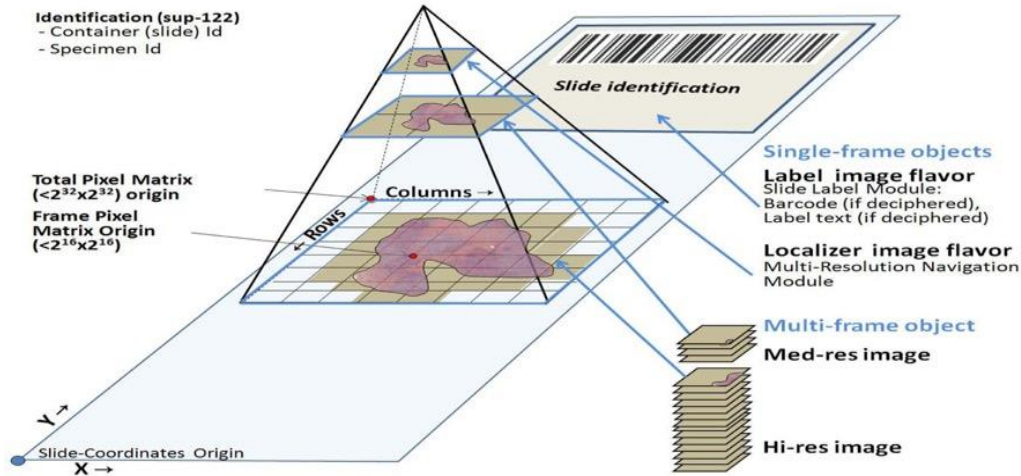 Identification (sup-122)
- Container (slide) Id
- Specimen Id
Slide identification
Total Pixel Matrix
(<2³²x2³²) origin
Columns →
← Rows
Frame Pixel
Matrix Origin
(<2¹⁶x2¹⁶)
Single-frame objects
Label image flavor
Slide Label Module:
Barcode (if deciphered),
Label text (if deciphered)
Localizer image flavor
Multi-Resolution Navigation
Module
Multi-frame object
Med-res image
Hi-res image
Y →
Slide-Coordinates Origin
X →